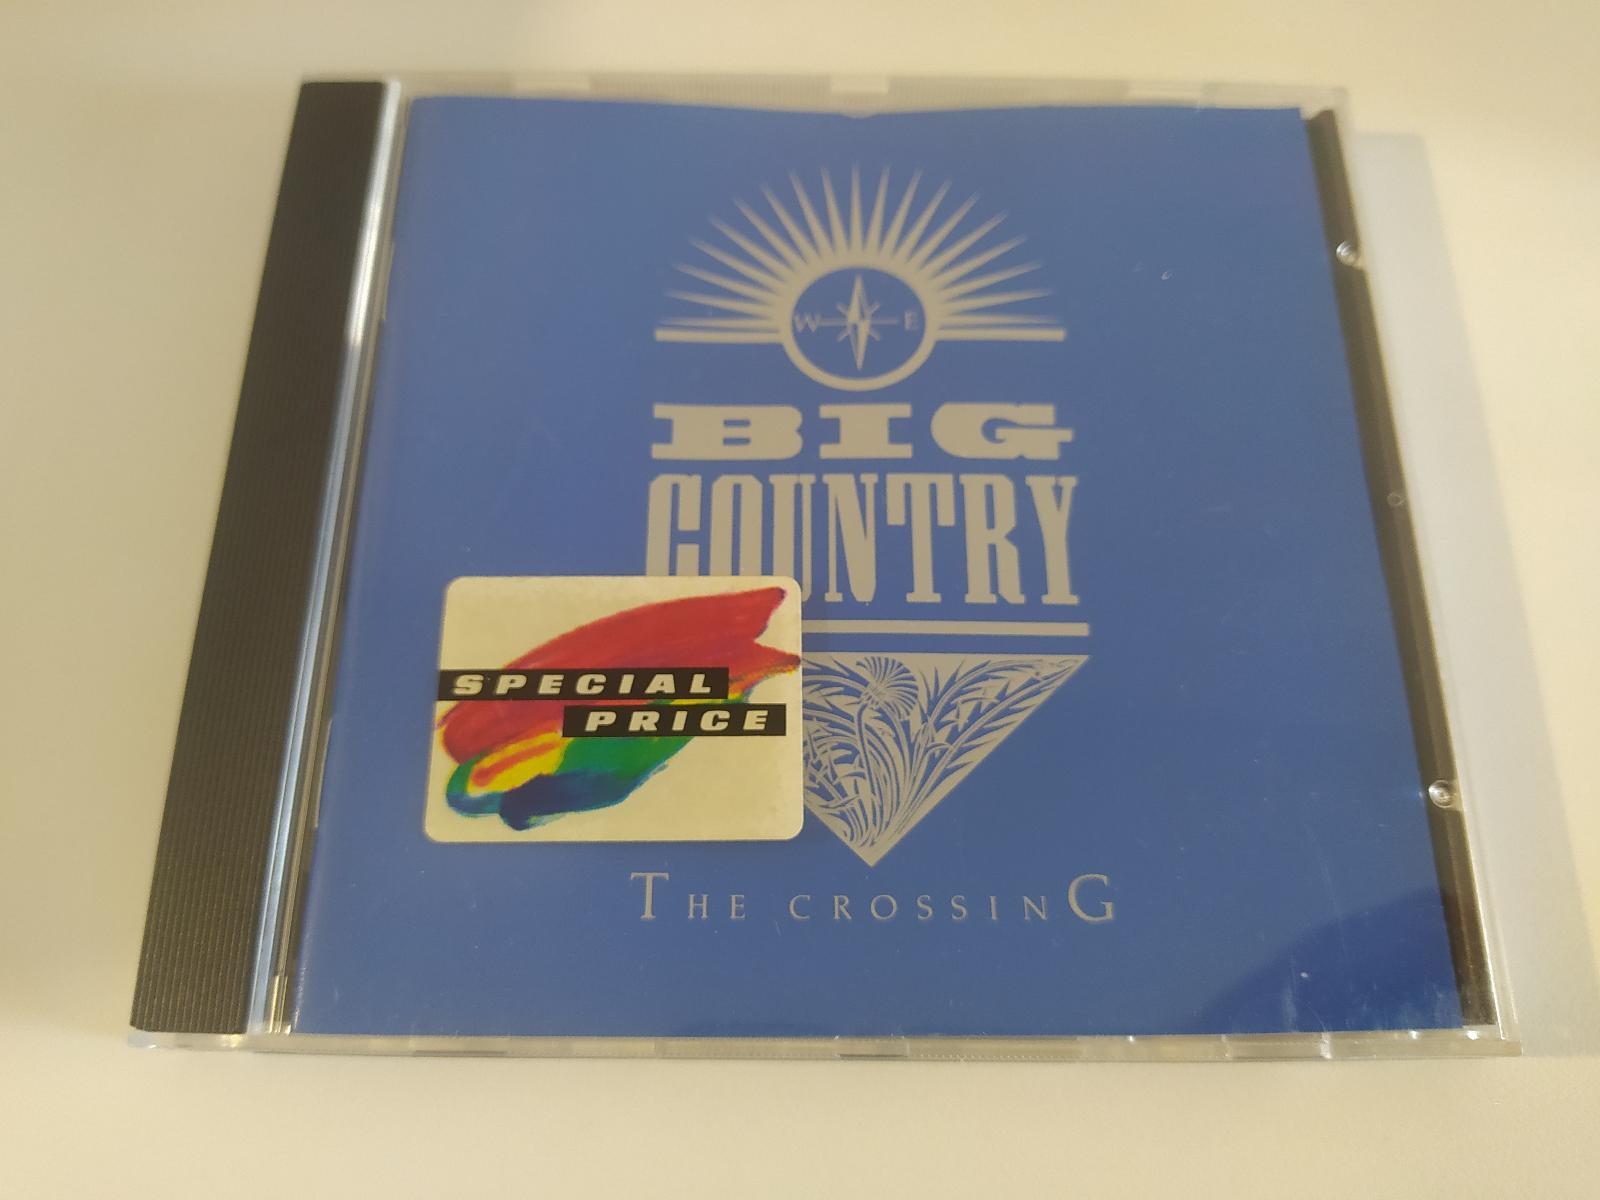 W E
BIG
COUNTRY
SPECIAL
PRICE
THE CROSSING